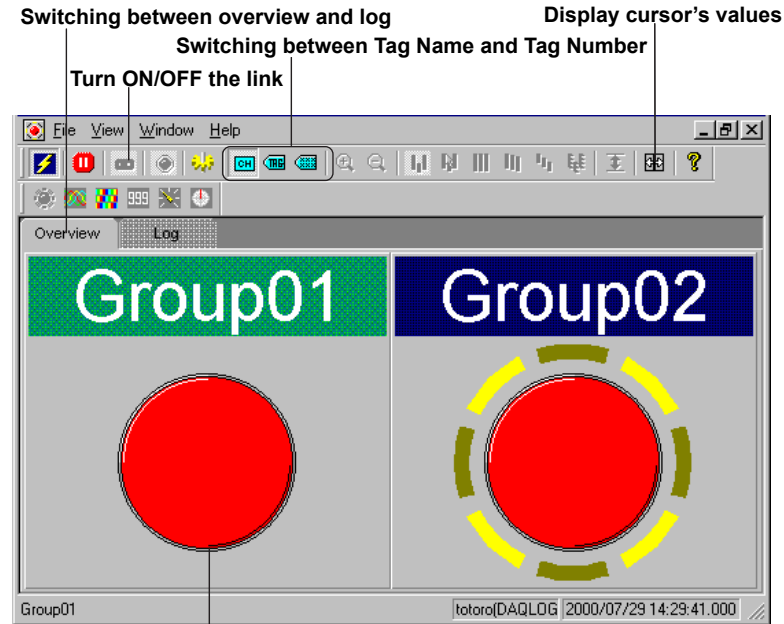 Switching between overview and log
Display cursor's values
Switching between Tag Name and Tag Number
Turn ON/OFF the link
File View Window Help
CH TAG
999
Overview Log
Group01 Group02
Group01 totoro(DAQLOG 2000/07/29 14:29:41.000